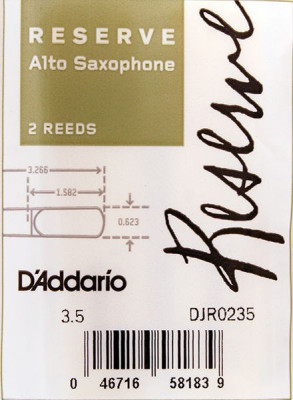 RESERVE
Alto Saxophone
2 REEDS
Reserve
3.266
1.582
0.623
D'Addario
3.5 DJR0235
0 46716 58183 9